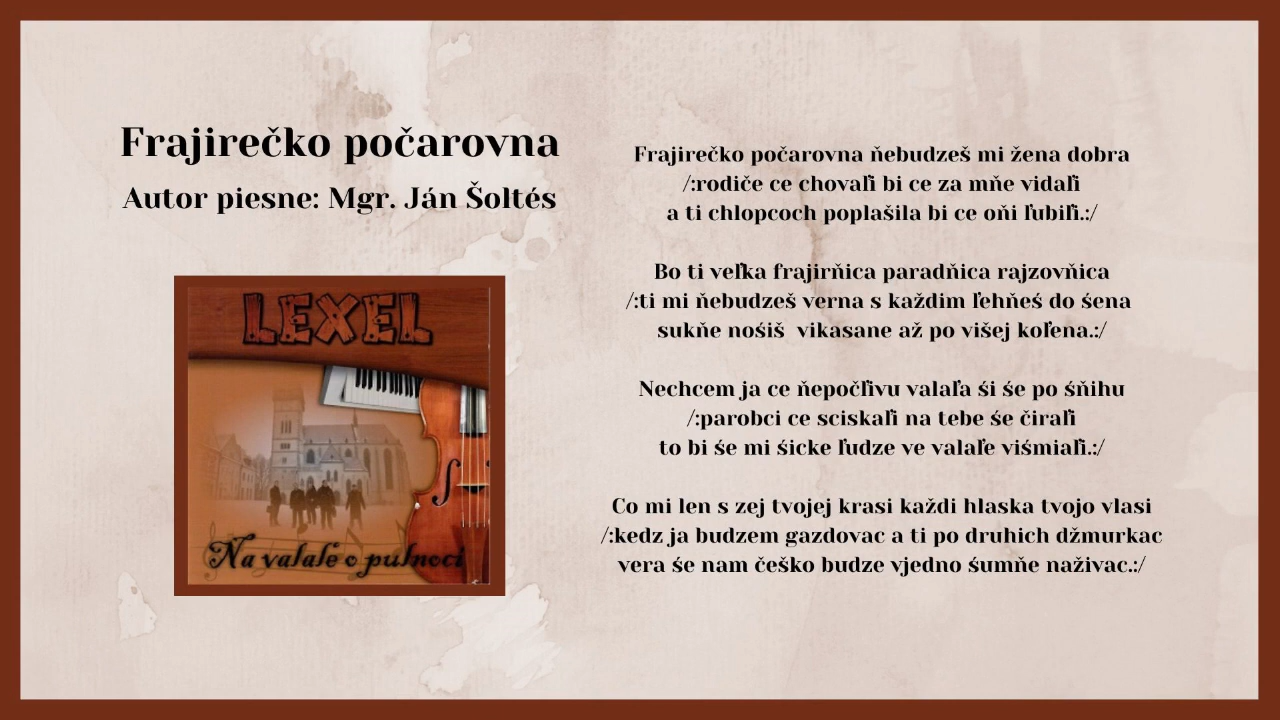 Frajirečko počarovna
Autor piesne: Mgr. Ján Šoltés
LEXEL
Na valaľe o pulnoci
Frajirečko počarovna ňebudzeš mi žena dobra
/:rodiče ce chovaľi bi ce za mňe vidaľi
a ti chlopcoch poplašila bi ce oňi ľubiľi.:/
Bo ti veľka frajirňica paradňica rajzovňica
/:ti mi ňebudzeš verna s každim ľehňeś do śena
sukňe nośiš  vikasane až po višej koľena.:/
Nechcem ja ce ňepočľivu valaľa śi śe po śňihu
/:parobci ce sciskaľi na tebe śe čiraľi
to bi śe mi śicke ľudze ve valaľe viśmiaľi.:/
Co mi len s zej tvojej krasi každi hlaska tvojo vlasi
/:kedz ja budzem gazdovac a ti po druhich džmurkac
vera śe nam češko budze vjedno śumňe naživac.:/